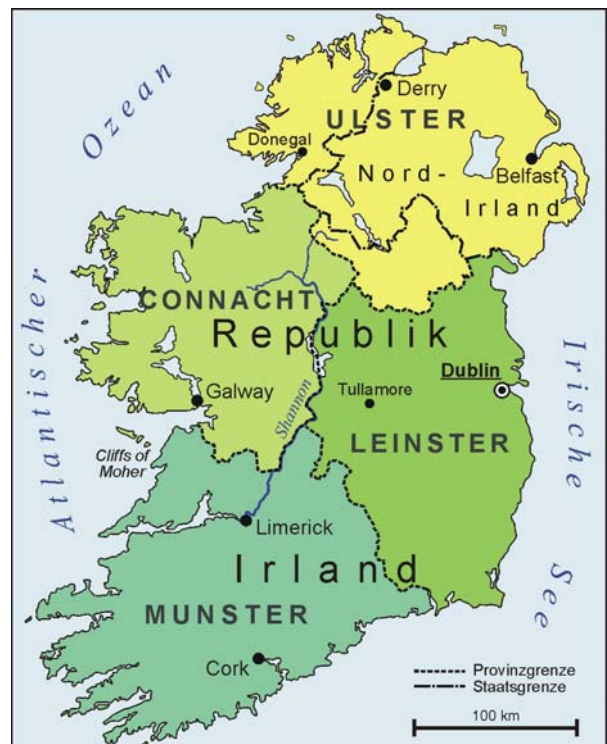 Atlantischer Ozean
Derry
ULSTER
Donegal
Belfast
Nord-
Irland
CONNACHT
Republik
Dublin
Galway
Shannon
Tullamore
LEINSTER
Irische See
Cliffs of
Moher
Limerick
Irland
MUNSTER
Cork
Provinzgrenze
Staatsgrenze
100 km